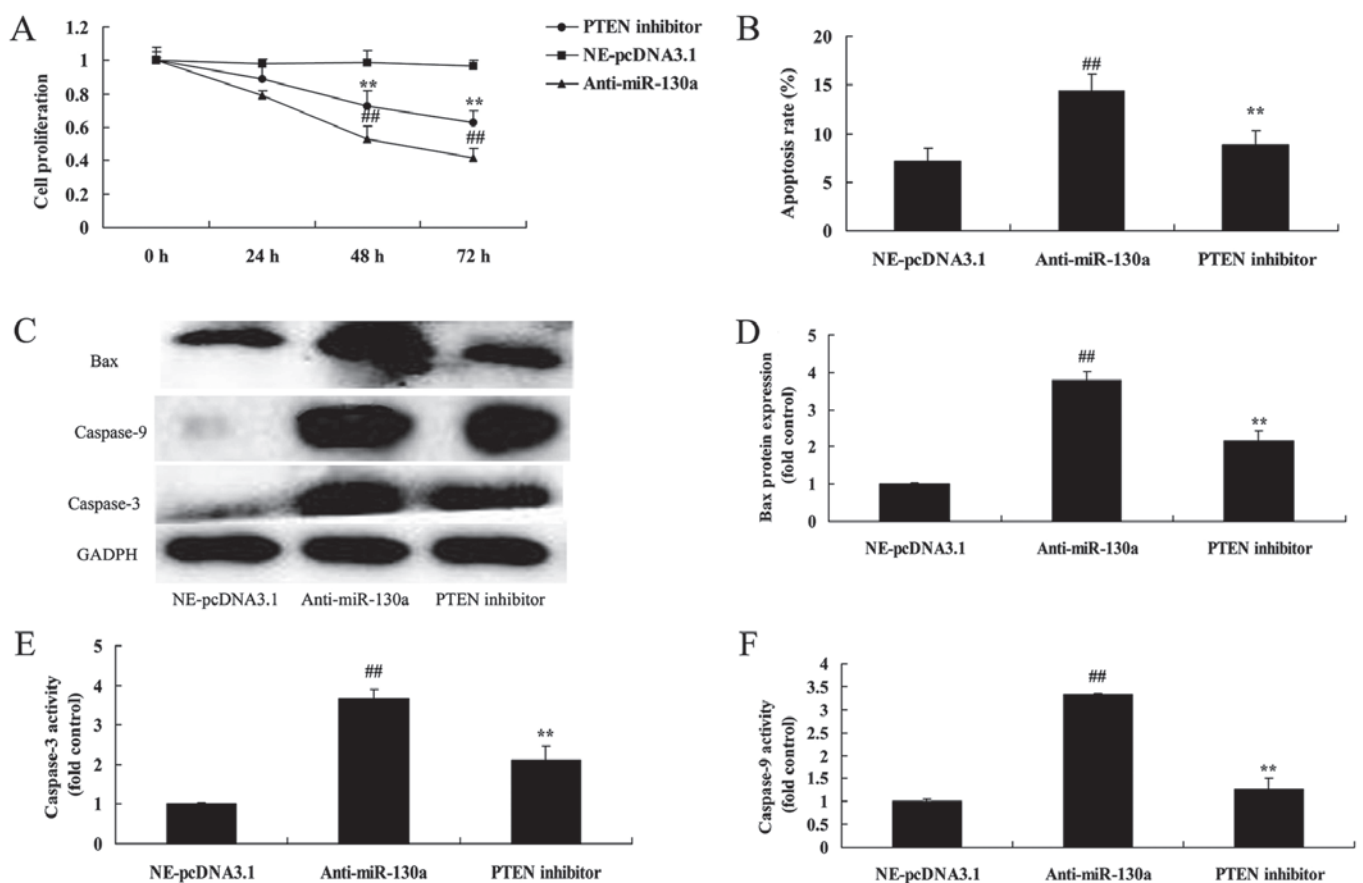 A
Cell proliferation
1.2
1
0.8
0.6
0.4
0.2
0
0 h
24 h
48 h
72 h
**
##
**
##
PTEN inhibitor
NE-pcDNA3.1
Anti-miR-130a
B
Apoptosis rate (%)
20
15
10
5
0
##
**
NE-pcDNA3.1
Anti-miR-130a
PTEN inhibitor
C
Bax
Caspase-9
Caspase-3
GADPH
NE-pcDNA3.1
Anti-miR-130a
PTEN inhibitor
D
Bax protein expression
(fold control)
5
4
3
2
1
0
##
**
NE-pcDNA3.1
Anti-miR-130a
PTEN inhibitor
E
Caspase-3 activity
(fold control)
5
4
3
2
1
0
##
**
NE-pcDNA3.1
Anti-miR-130a
PTEN inhibitor
F
Caspase-9 activity
(fold control)
4
3.5
3
2.5
2
1.5
1
0.5
0
##
**
NE-pcDNA3.1
Anti-miR-130a
PTEN inhibitor